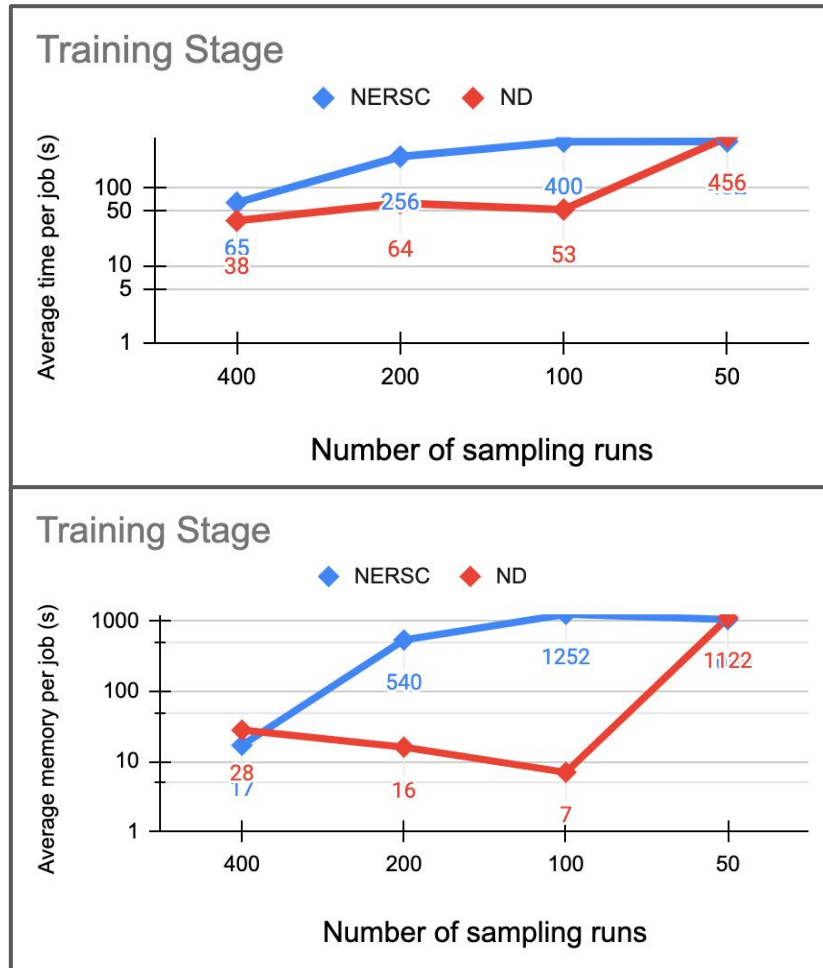 Training Stage
NERSC ND
Average time per job (s)
100
50
10
5
1
256
400
456
65
38
64
53
400 200 100 50
Number of sampling runs
Training Stage
NERSC ND
Average memory per job (s)
1000
100
10
1
540
1252
1122
28
17
16
7
400 200 100 50
Number of sampling runs